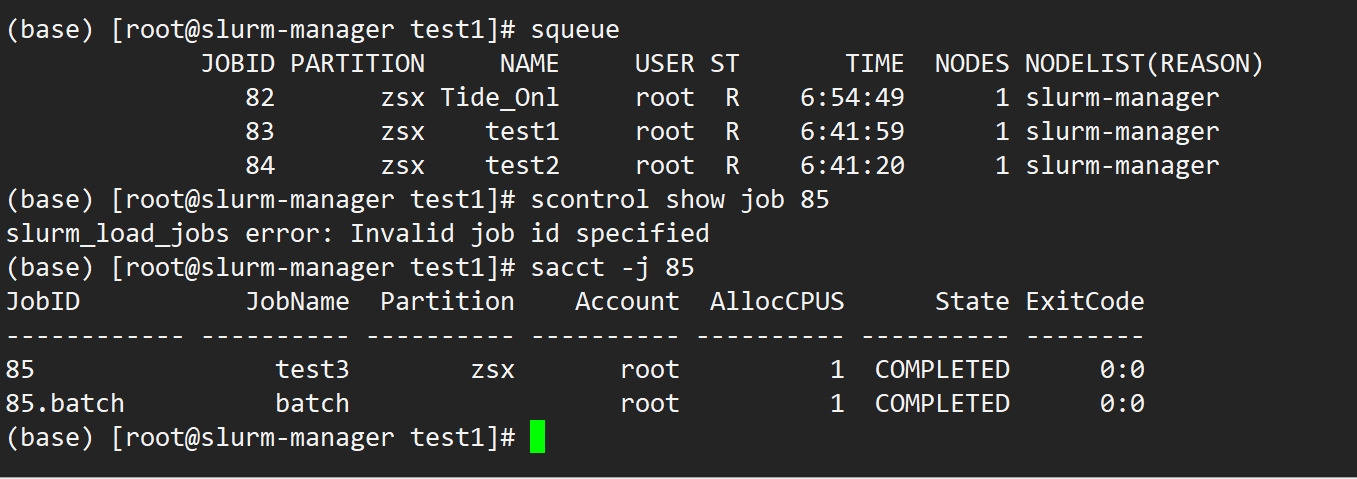 (base) [root@slurm-manager test1]# squeue
             JOBID PARTITION     NAME     USER ST       TIME  NODES NODELIST(REASON)
                82       zsx Tide_Onl     root  R    6:54:49      1 slurm-manager
                83       zsx    test1     root  R    6:41:59      1 slurm-manager
                84       zsx    test2     root  R    6:41:20      1 slurm-manager
(base) [root@slurm-manager test1]# scontrol show job 85
slurm_load_jobs error: Invalid job id specified
(base) [root@slurm-manager test1]# sacct -j 85
JobID           JobName  Partition    Account  AllocCPUS      State ExitCode
------------ ---------- ---------- ---------- ---------- ---------- --------
85                test3        zsx       root          1  COMPLETED      0:0
85.batch          batch                  root          1  COMPLETED      0:0
(base) [root@slurm-manager test1]#